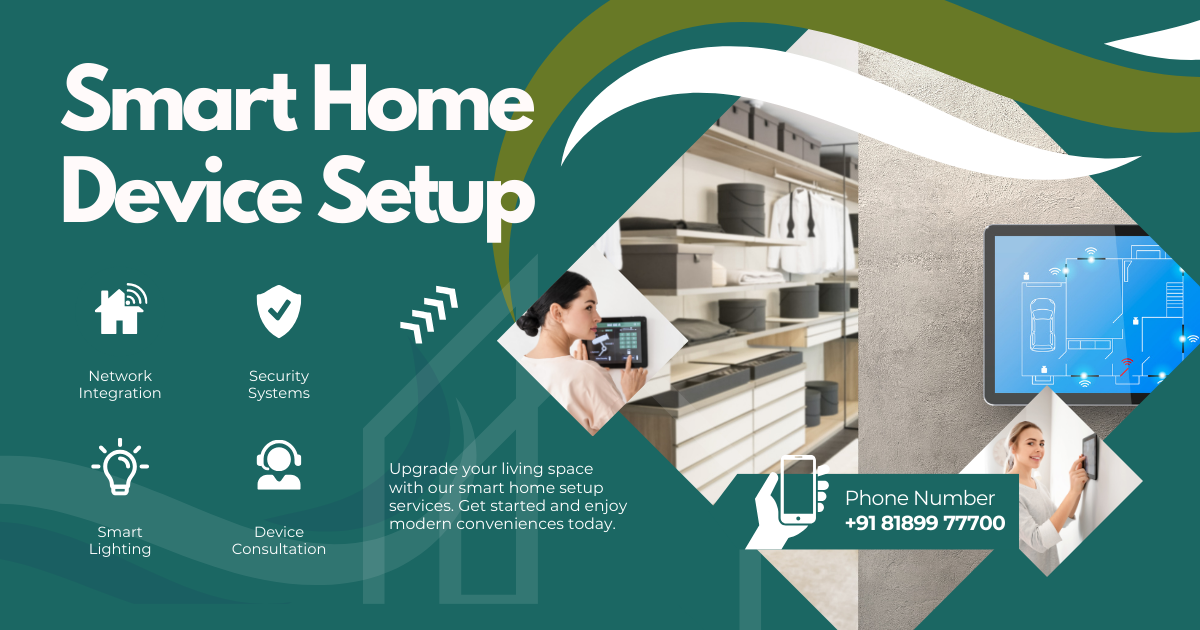 Smart Home
Device Setup
Network
Integration
Security
Systems
Smart
Lighting
Device
Consultation
Upgrade your living space
with our smart home setup
services. Get started and enjoy
modern conveniences today.
Phone Number
+91 81899 77700